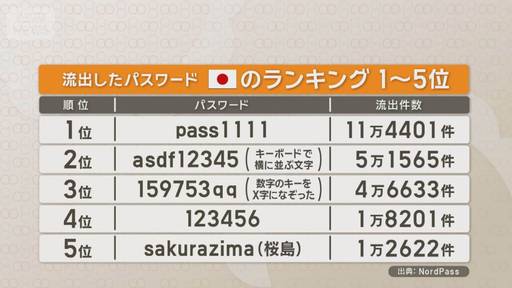 流出したパスワード のランキング 1〜5位
順位 パスワード 流出件数
1位 pass1111 11万4401件
2位 asdf12345 (キーボードで横に並ぶ文字) 5万1565件
3位 159753qq (数字のキーをX字になぞった) 4万6633件
4位 123456 1万8201件
5位 sakurazima(桜島) 1万2622件
出典：NordPass